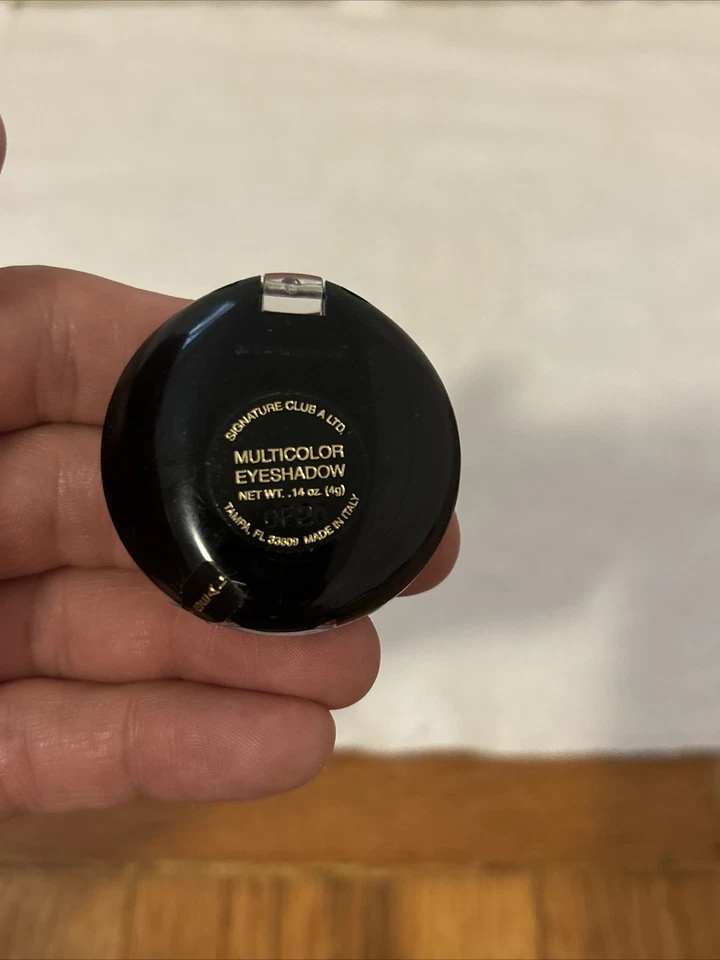 SIGNATURE CLUB A LTD.
MULTICOLOR
EYESHADOW
NET WT. .14 oz. (4g)
TAMPA, FL 33609 MADE IN ITALY